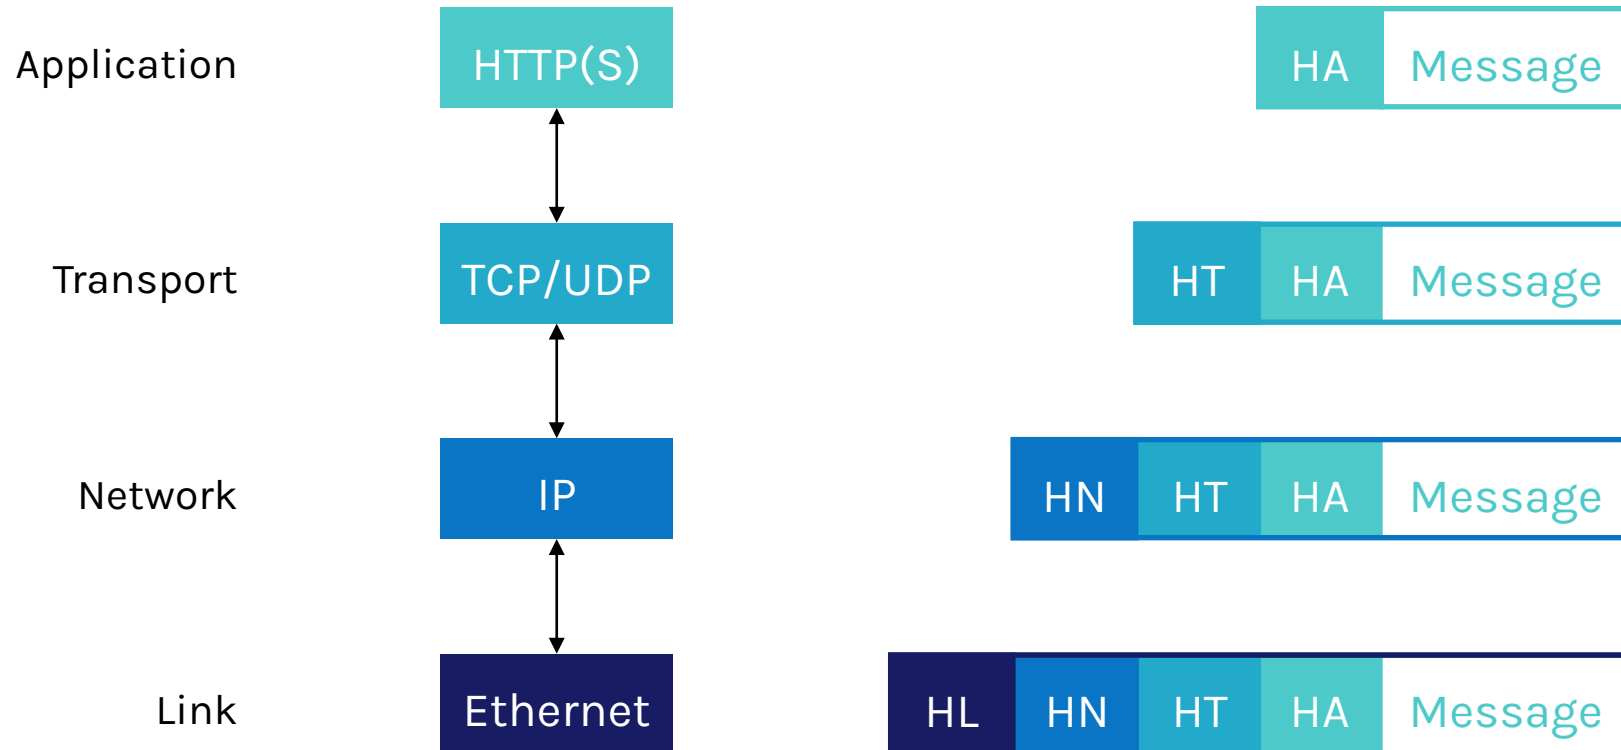 Application HTTP(S) HA Message
Transport TCP/UDP HT HA Message
Network IP HN HT HA Message
Link Ethernet HL HN HT HA Message